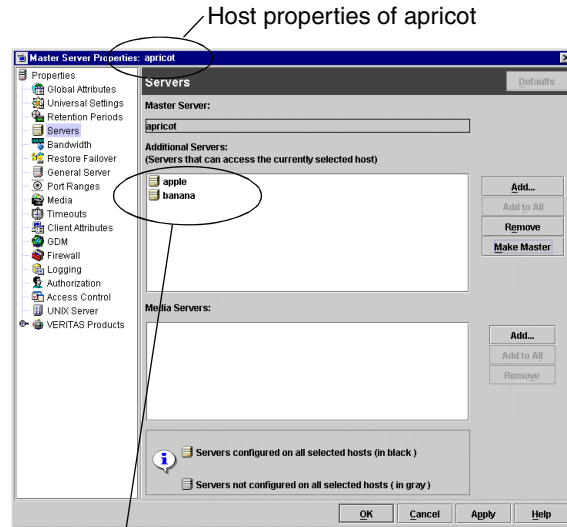 Host properties of apricot
Master Server Properties: apricot
Properties
Global Attributes
Universal Settings
Retention Periods
Servers
Bandwidth
Restore Failover
General Server
Port Ranges
Media
Timeouts
Client Attributes
GDM
Firewall
Logging
Authorization
Access Control
UNIX Server
VERITAS Products
Servers
Defaults
Master Server:
apricot
Additional Servers:
(Servers that can access the currently selected host)
apple
banana
Add...
Add to All
Remove
Make Master
Media Servers:
Add...
Add to All
Remove
Servers configured on all selected hosts (in black )
Servers not configured on all selected hosts ( in gray )
OK
Cancel
Apply
Help